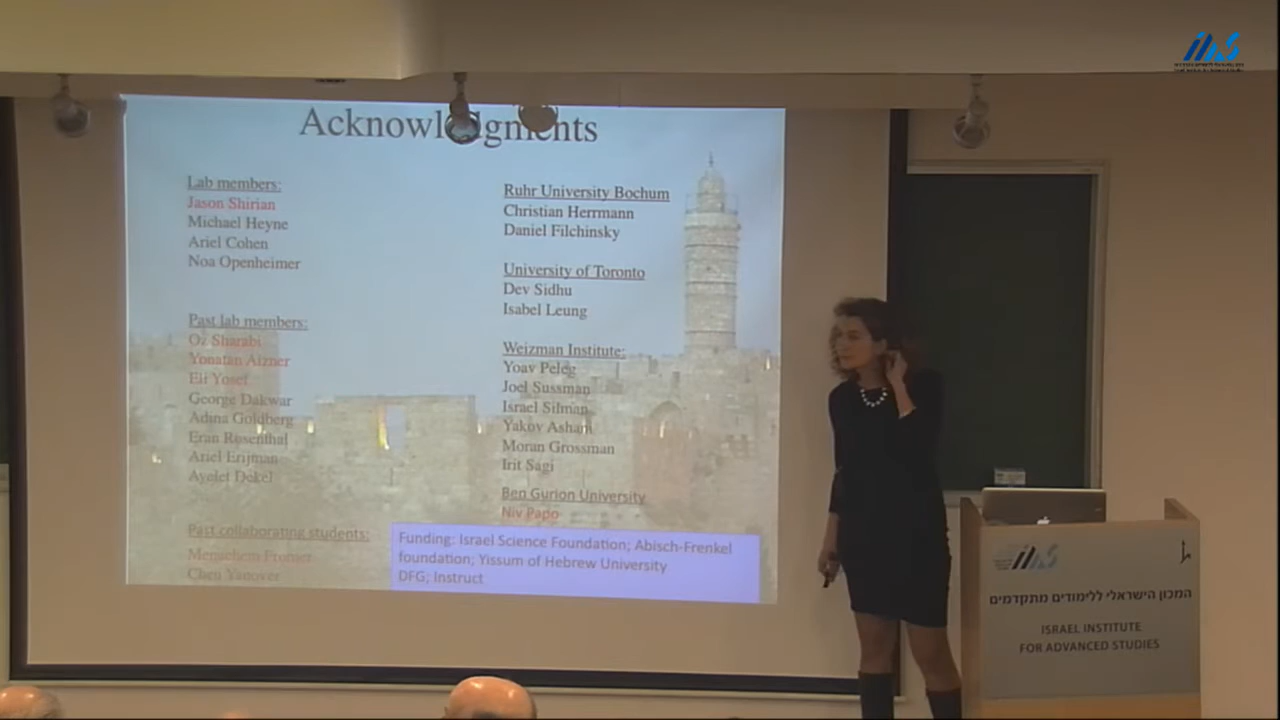 Acknowledgments
Lab members:
Jason Shirian
Michael Heyne
Ariel Cohen
Noa Openheimer
Past lab members:
Oz Sharabi
Yonatan Aizner
Eli Yosef
George Dakwar
Adina Goldberg
Eran Rosenthal
Ariel Erijman
Ayelet Dekel
Past collaborating students:
Menachem Fromer
Chen Yanover
Ruhr University Bochum
Christian Herrmann
Daniel Filchinsky
University of Toronto
Dev Sidhu
Isabel Leung
Weizman Institute:
Yoav Peleg
Joel Sussman
Israel Silman
Yakov Ashani
Moran Grossman
Irit Sagi
Ben Gurion University
Niv Papo
Funding: Israel Science Foundation; Abisch-Frenkel
foundation; Yissum of Hebrew University
DFG; Instruct
ias
ias
המכון הישראלי ללימודים מתקדמים
ISRAEL INSTITUTE
FOR ADVANCED STUDIES